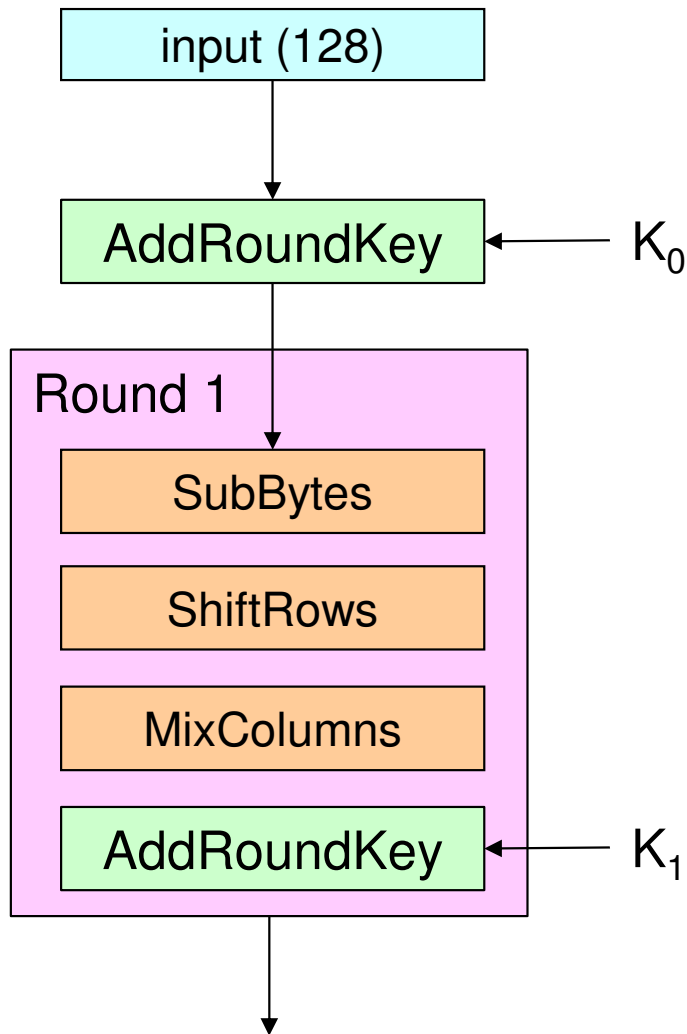 input (128)
AddRoundKey
K₀
Round 1
SubBytes
ShiftRows
MixColumns
AddRoundKey
K₁